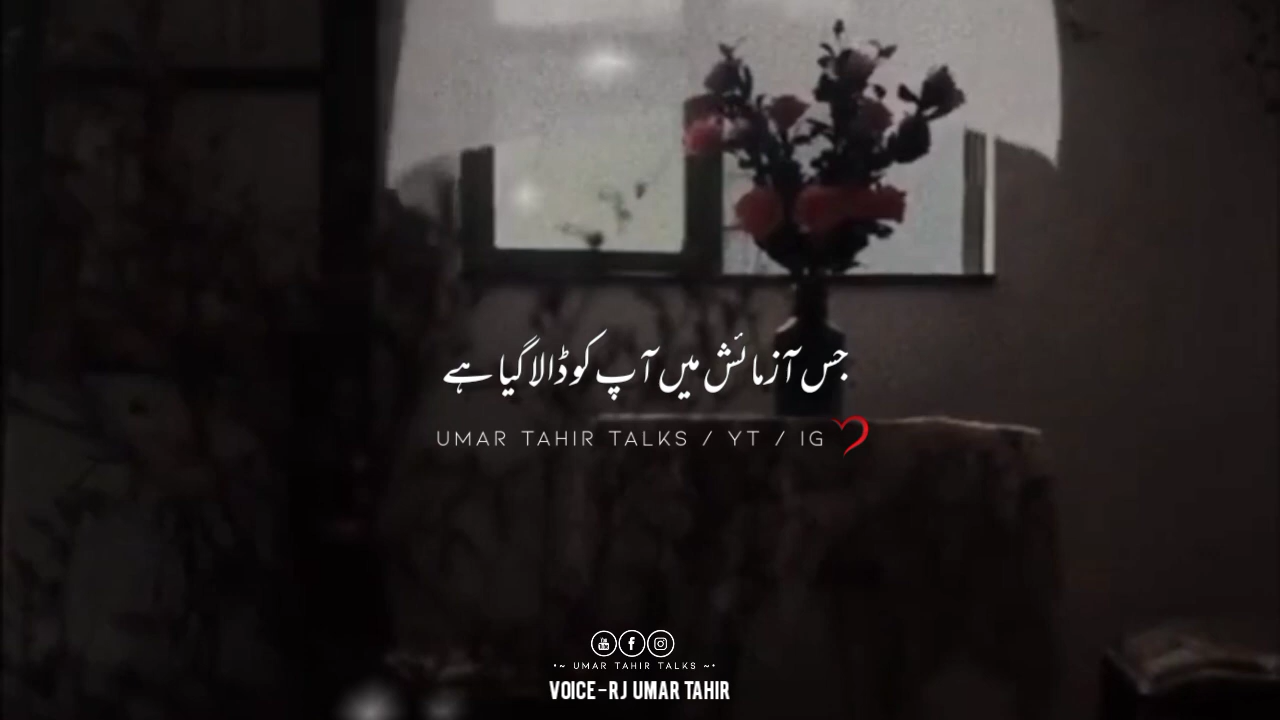 جس آزمائش میں آپ کو ڈالا گیا ہے
UMAR TAHIR TALKS / YT / IG
·~ UMAR TAHIR TALKS ~·
VOICE-RJ UMAR TAHIR